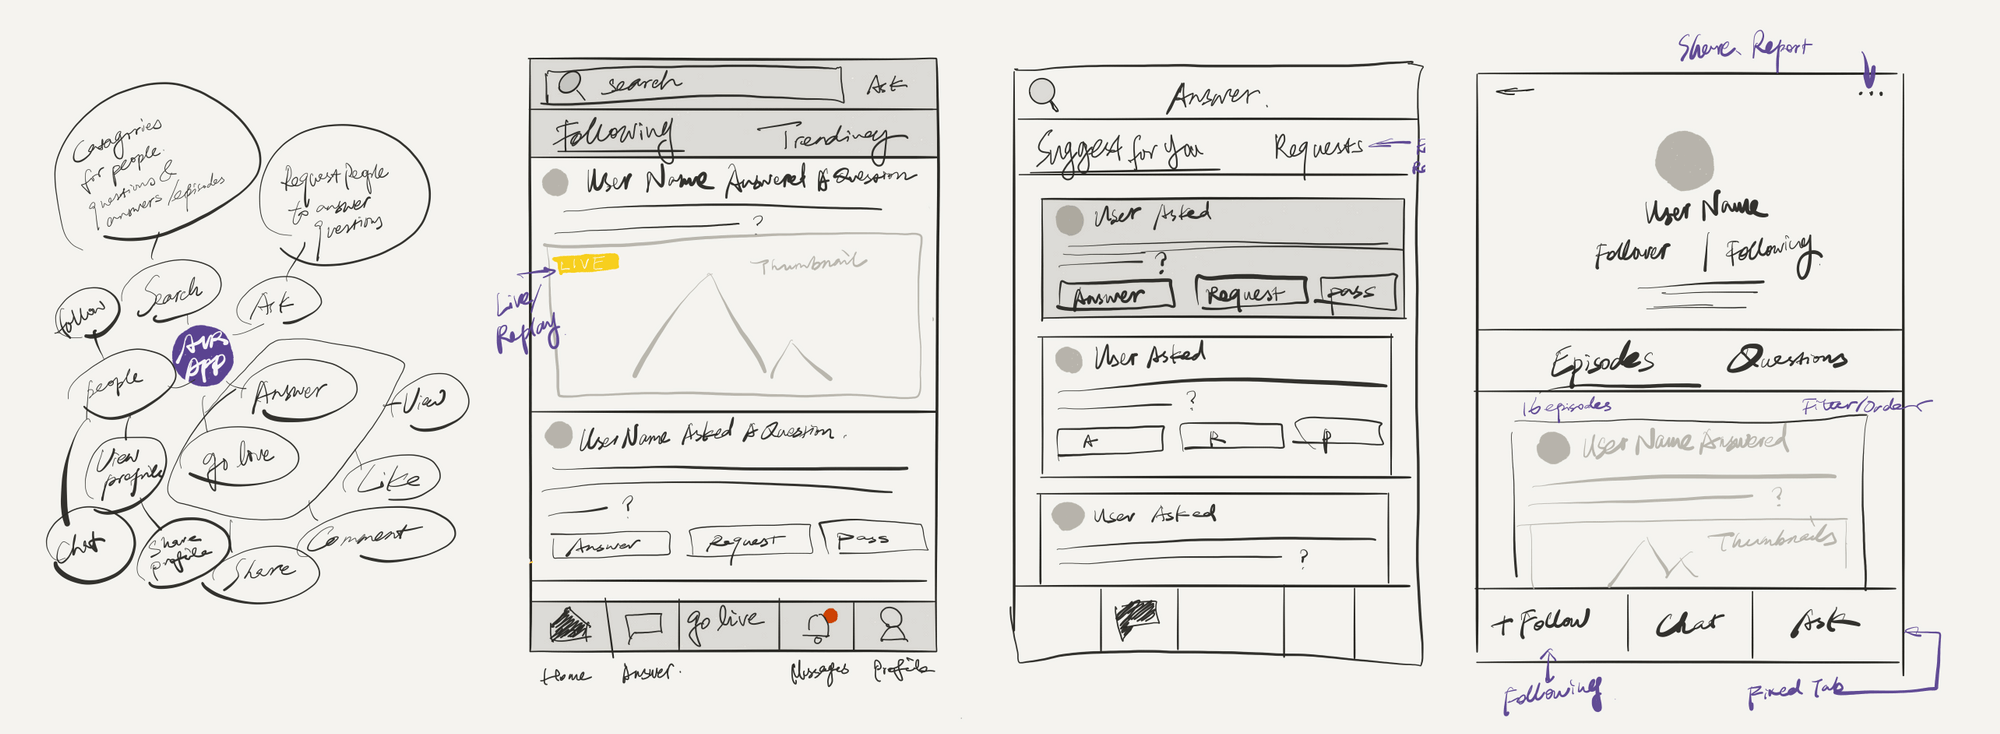 Catagories
for people.
questions &
answers/episodes
Request people
to answer
questions
Search
Ask
follow
people
APP
Answer
go live
+View
View
profile
Like
Chat
Share
profile
Share
Comment
search
Ask
Following
Trending
User Name Answered A Question
?
LIVE
Thumbnail
Live/
Replay
User Name Asked A Question.
?
Answer
Request
Pass
go live
Home
Answer.
Messages
Profile
Answer.
Suggest for You
Requests
User Asked
?
Answer
Request
Pass
User Asked
?
A
R
P
User Asked
?
Share Report
...
User Name
Follower | Following
Episodes
Questions
16 episodes
Filter/Order
User Name Answered
?
Thumbnails
+ Follow
Chat
Ask
Following
Fixed Tab